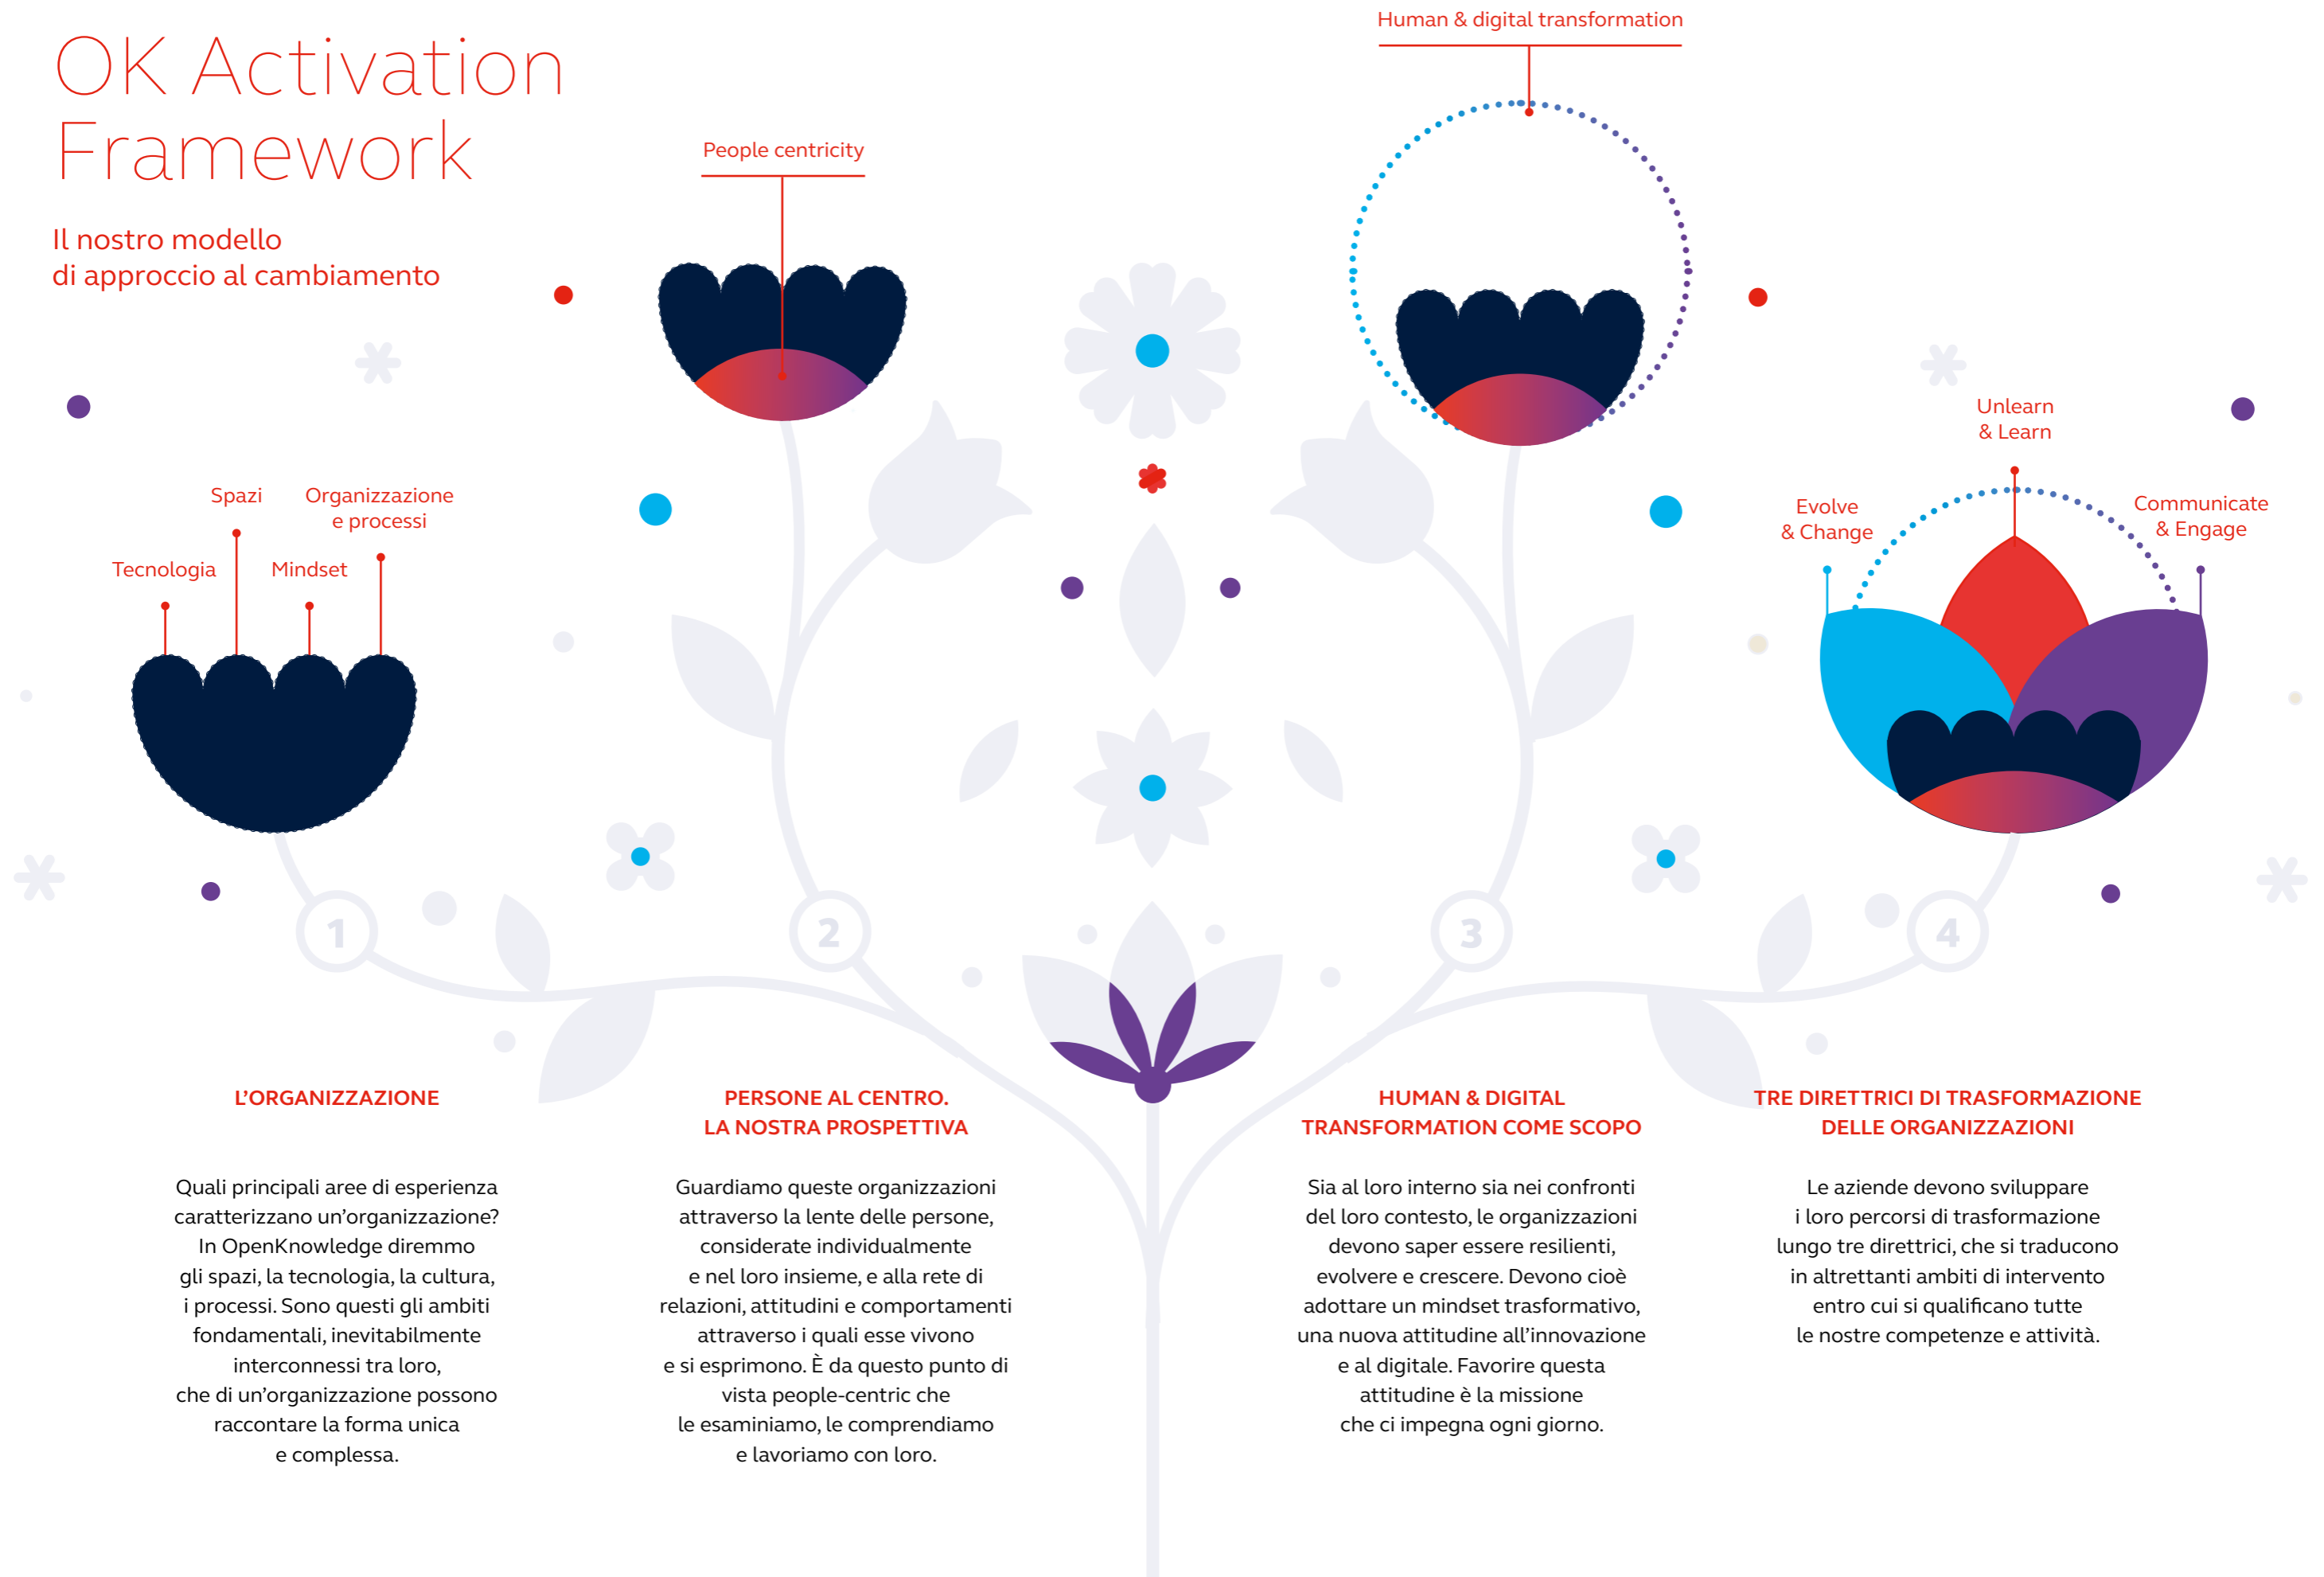 OK Activation
Framework
Il nostro modello
di approccio al cambiamento
People centricity
Human & digital transformation
Spazi
Organizzazione
e processi
Tecnologia
Mindset
Unlearn
& Learn
Evolve
& Change
Communicate
& Engage
1
2
3
4
L’ORGANIZZAZIONE
Quali principali aree di esperienza
caratterizzano un’organizzazione?
In OpenKnowledge diremmo
gli spazi, la tecnologia, la cultura,
i processi. Sono questi gli ambiti
fondamentali, inevitabilmente
interconnessi tra loro,
che di un’organizzazione possono
raccontare la forma unica
e complessa.
PERSONE AL CENTRO.
LA NOSTRA PROSPETTIVA
Guardiamo queste organizzazioni
attraverso la lente delle persone,
considerate individualmente
e nel loro insieme, e alla rete di
relazioni, attitudini e comportamenti
attraverso i quali esse vivono
e si esprimono. È da questo punto di
vista people-centric che
le esaminiamo, le comprendiamo
e lavoriamo con loro.
HUMAN & DIGITAL
TRANSFORMATION COME SCOPO
Sia al loro interno sia nei confronti
del loro contesto, le organizzazioni
devono saper essere resilienti,
evolvere e crescere. Devono cioè
adottare un mindset trasformativo,
una nuova attitudine all’innovazione
e al digitale. Favorire questa
attitudine è la missione
che ci impegna ogni giorno.
TRE DIRETTRICI DI TRASFORMAZIONE
DELLE ORGANIZZAZIONI
Le aziende devono sviluppare
i loro percorsi di trasformazione
lungo tre direttrici, che si traducono
in altrettanti ambiti di intervento
entro cui si qualificano tutte
le nostre competenze e attività.